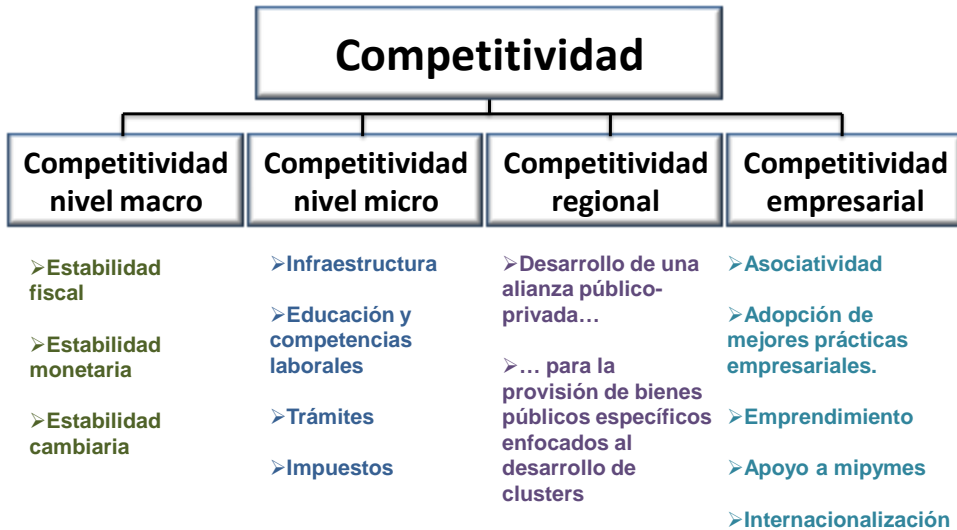 Competitividad
Competitividad
nivel macro
Competitividad
nivel micro
Competitividad
regional
Competitividad
empresarial
➢Estabilidad
fiscal
➢Estabilidad
monetaria
➢Estabilidad
cambiaria
➢Infraestructura
➢Educación y
competencias
laborales
➢Trámites
➢Impuestos
➢Desarrollo de una
alianza público-
privada…
➢… para la
provisión de bienes
públicos específicos
enfocados al
desarrollo de
clusters
➢Asociatividad
➢Adopción de
mejores prácticas
empresariales.
➢Emprendimiento
➢Apoyo a mipymes
➢Internacionalización